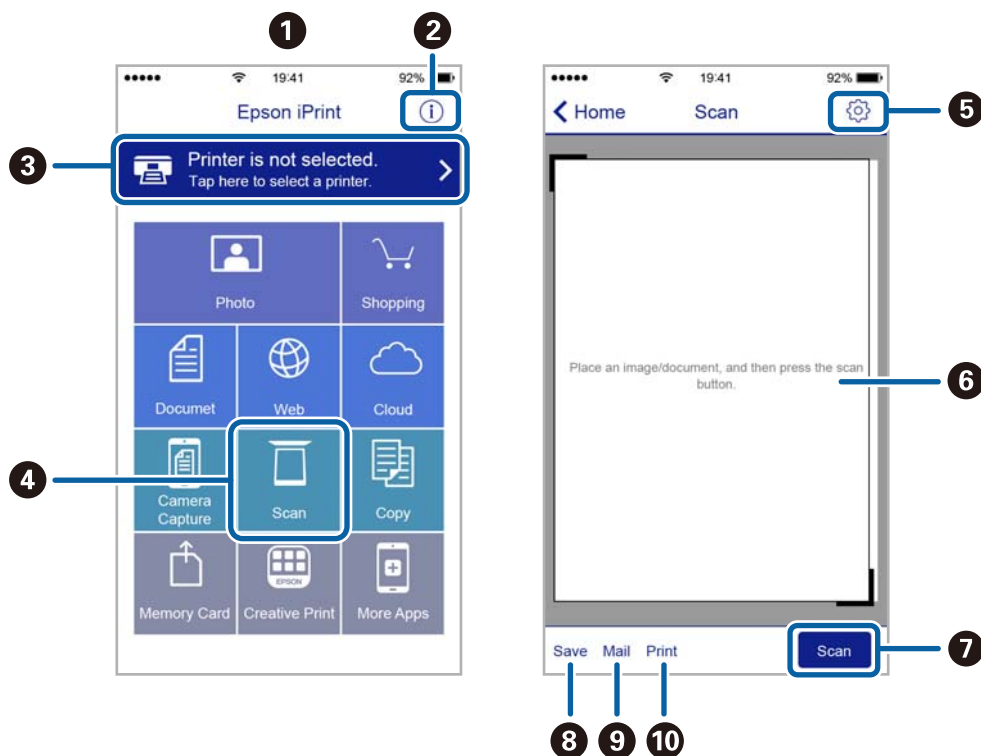 1
2
••••• 19:41 92%
Epson iPrint
3
Printer is not selected.
Tap here to select a printer.
Photo
Shopping
Documet
Web
Cloud
4
Camera
Capture
Scan
Copy
EPSON
Memory Card
Creative Print
More Apps
••••• 19:41 92%
Home
Scan
5
Place an image/document, and then press the scan
button.
6
Save Mail Print
Scan
7
8
9
10